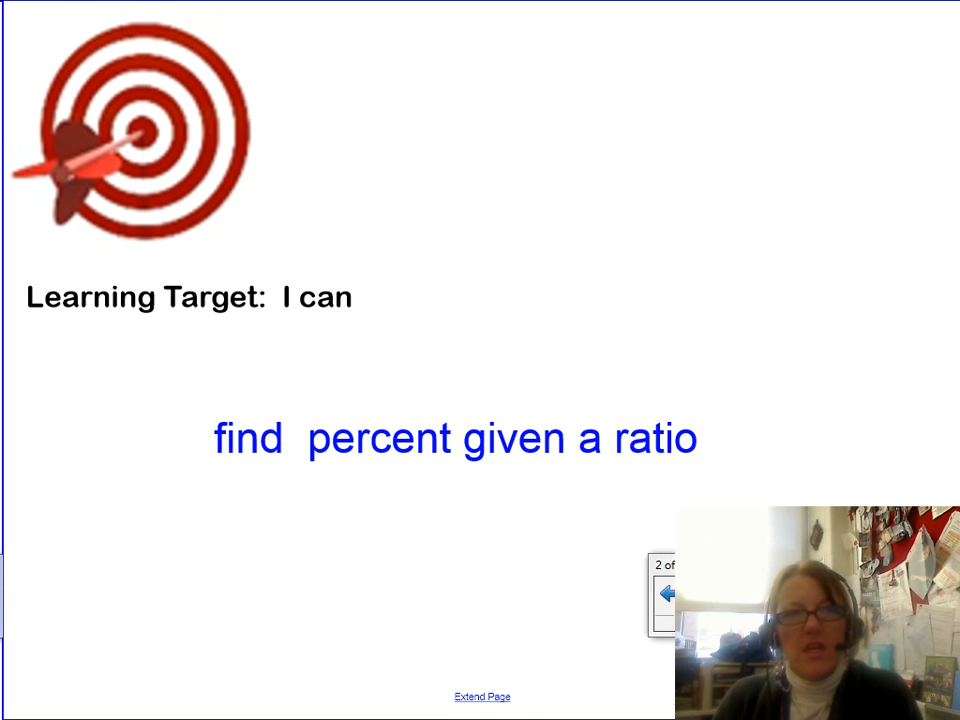 Learning Target: I can
find percent given a ratio
2 of
Extend Page